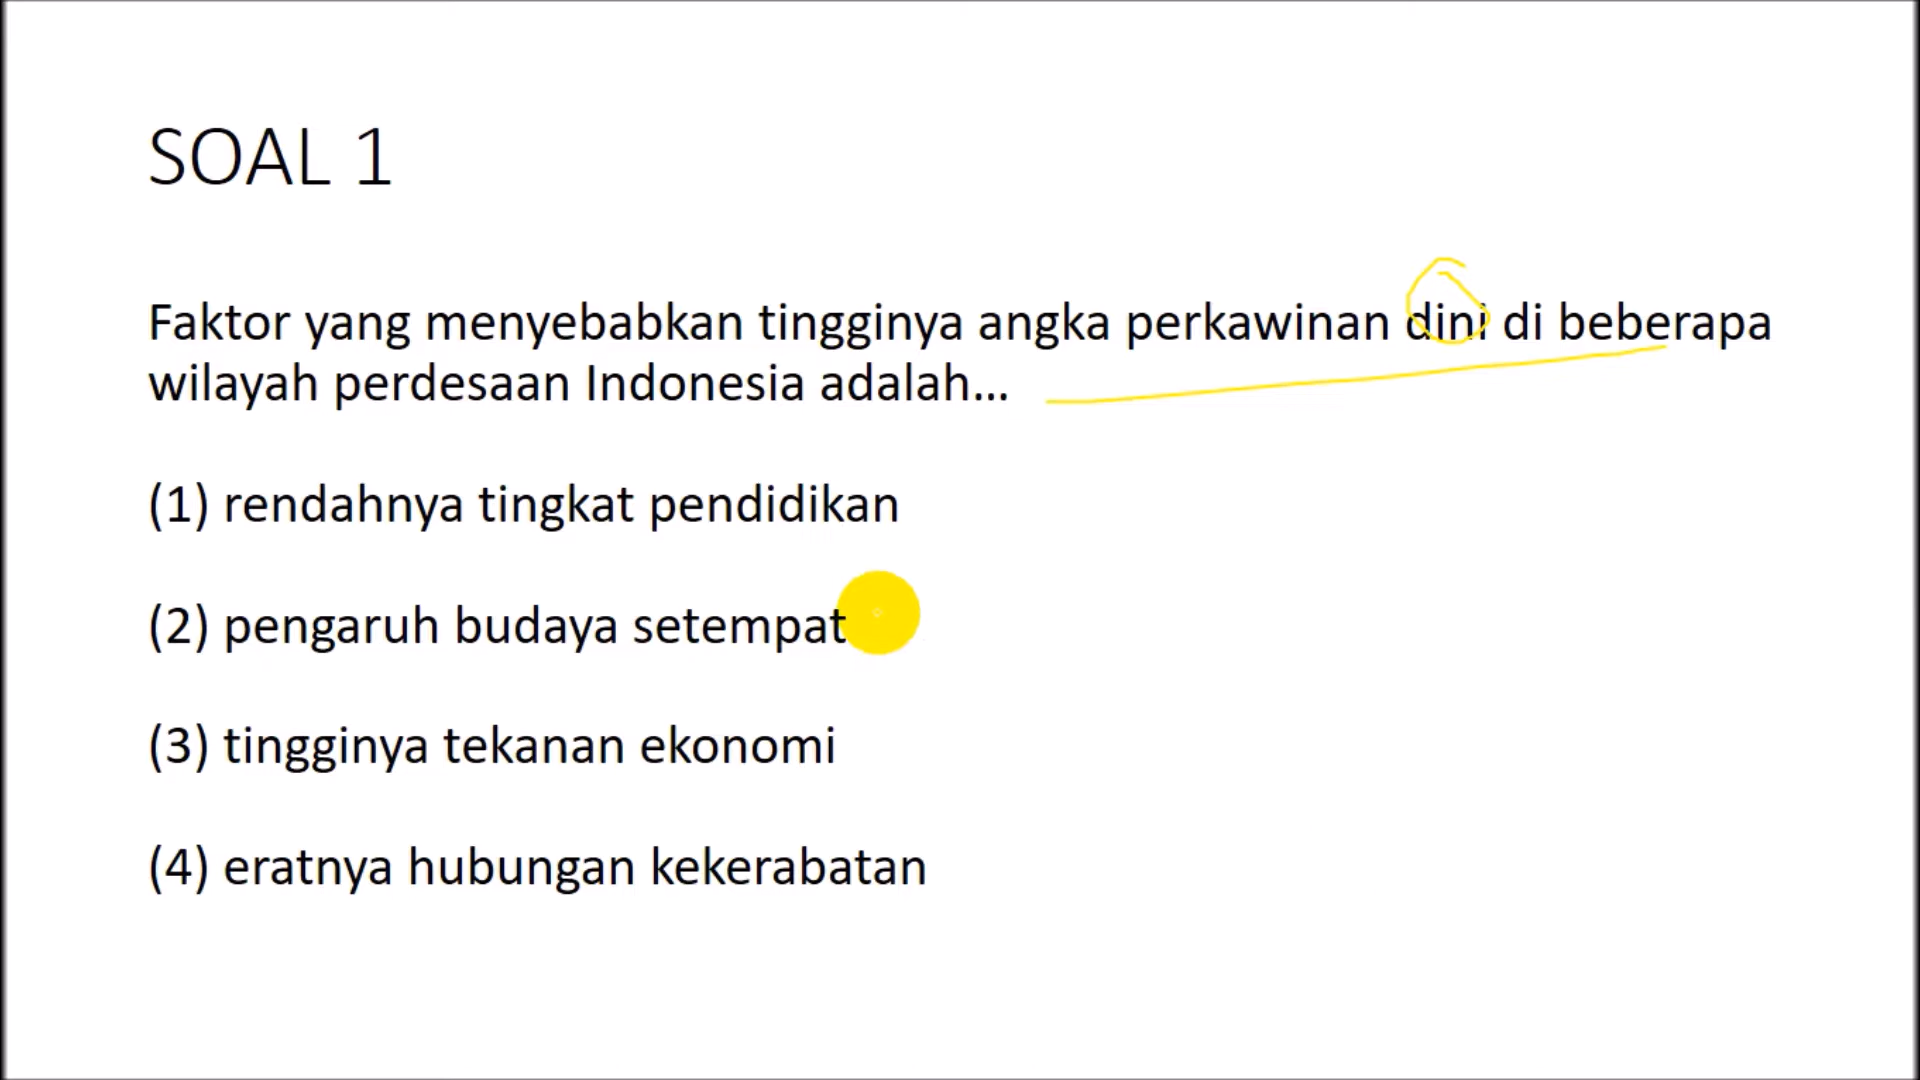 SOAL 1
Faktor yang menyebabkan tingginya angka perkawinan dini di beberapa
wilayah perdesaan Indonesia adalah...
(1) rendahnya tingkat pendidikan
(2) pengaruh budaya setempat
(3) tingginya tekanan ekonomi
(4) eratnya hubungan kekerabatan